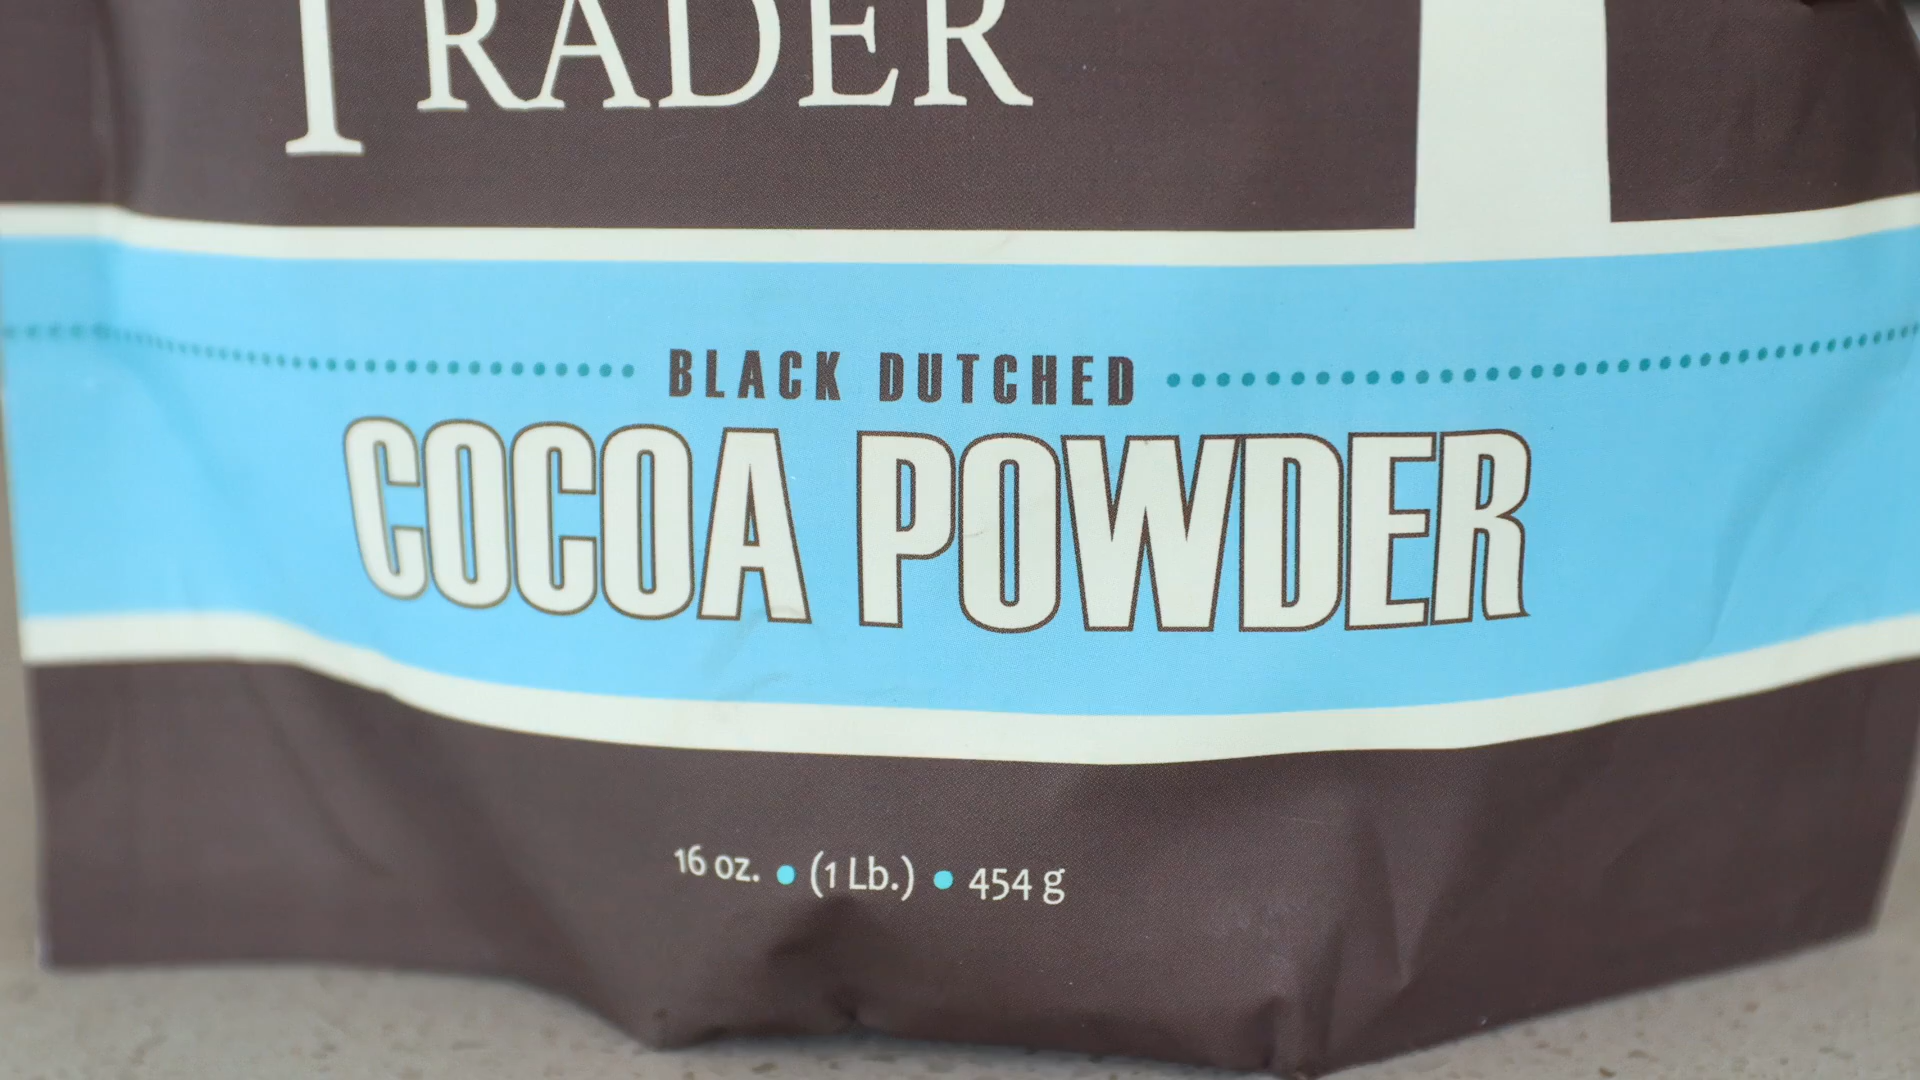 TRADER
BLACK DUTCHED
COCOA POWDER
16 oz. • (1 Lb.) • 454 g